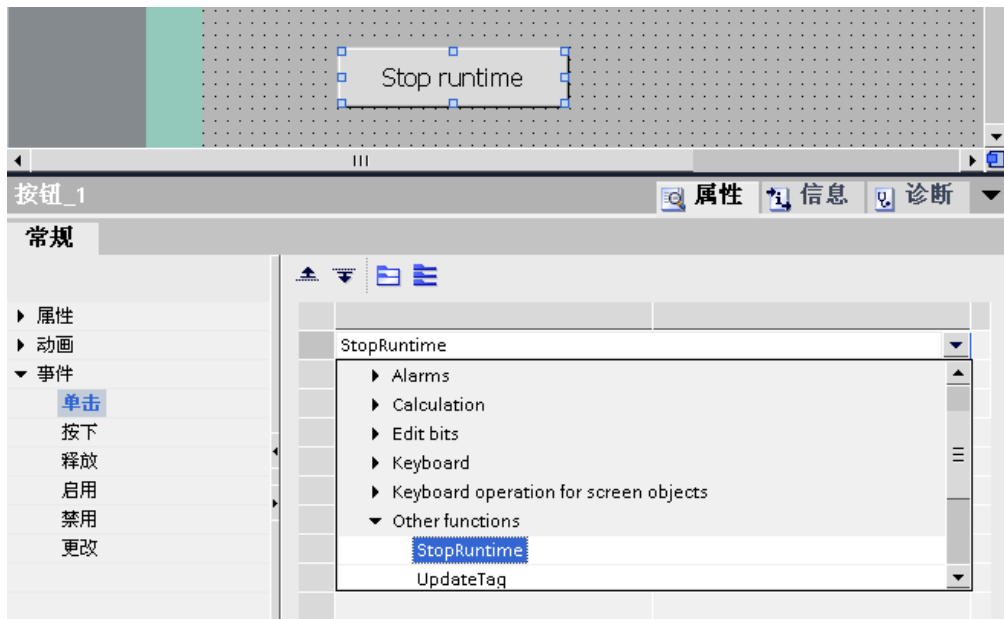 Stop runtime
按钮_1
属性
信息
诊断
常规
属性
动画
事件
单击
按下
释放
启用
禁用
更改
StopRuntime
Alarms
Calculation
Edit bits
Keyboard
Keyboard operation for screen objects
Other functions
StopRuntime
UpdateTag